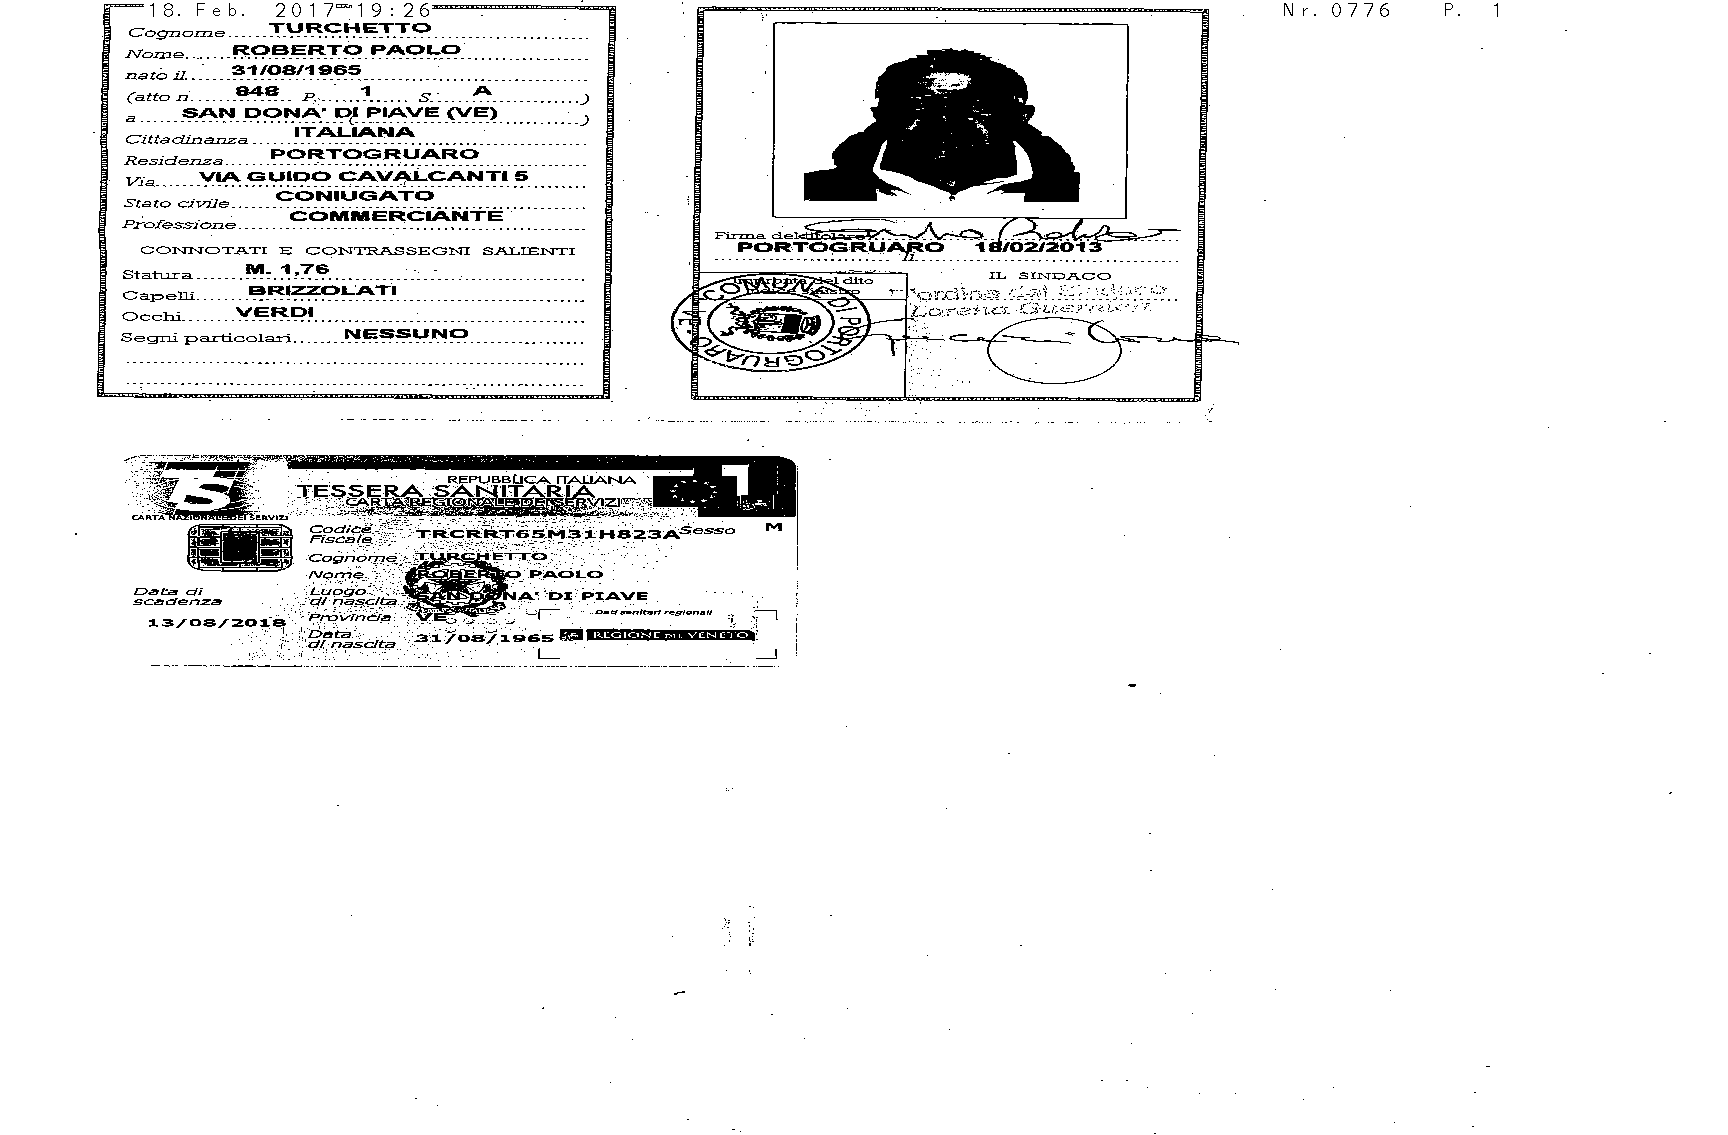 18. Feb. 2017 19:26
Nr. 0776 P. 1
Cognome TURCHETTO
Nome ROBERTO PAOLO
nato il 31/08/1965
(atto n. 848 P. 1 S. A )
a SAN DONA' DI PIAVE (VE) )
Cittadinanza ITALIANA
Residenza PORTOGRUARO
Via VIA GUIDO CAVALCANTI 5
Stato civile CONIUGATO
Professione COMMERCIANTE
CONNOTATI E CONTRASSEGNI SALIENTI
Statura M. 1,76
Capelli BRIZZOLATI
Occhi VERDI
Segni particolari NESSUNO
Firma del titolare
PORTOGRUARO li 18/02/2013
del dito
IL SINDACO
COMUNE DI PORTOGRUARO
VE
d'ordine del Sindaco
Lorena
REPUBBLICA ITALIANA
TESSERA SANITARIA
CARTA REGIONALE DEI SERVIZI
CARTA NAZIONALE DEI SERVIZI
Codice Fiscale TRCRRT65M31H823A Sesso M
Cognome TURCHETTO
Nome ROBERTO PAOLO
Luogo di nascita SAN DONA' DI PIAVE
Provincia VE
Data di nascita 31/08/1965
Data di scadenza
13/08/2018
Dati sanitari regionali
REGIONE DEL VENETO